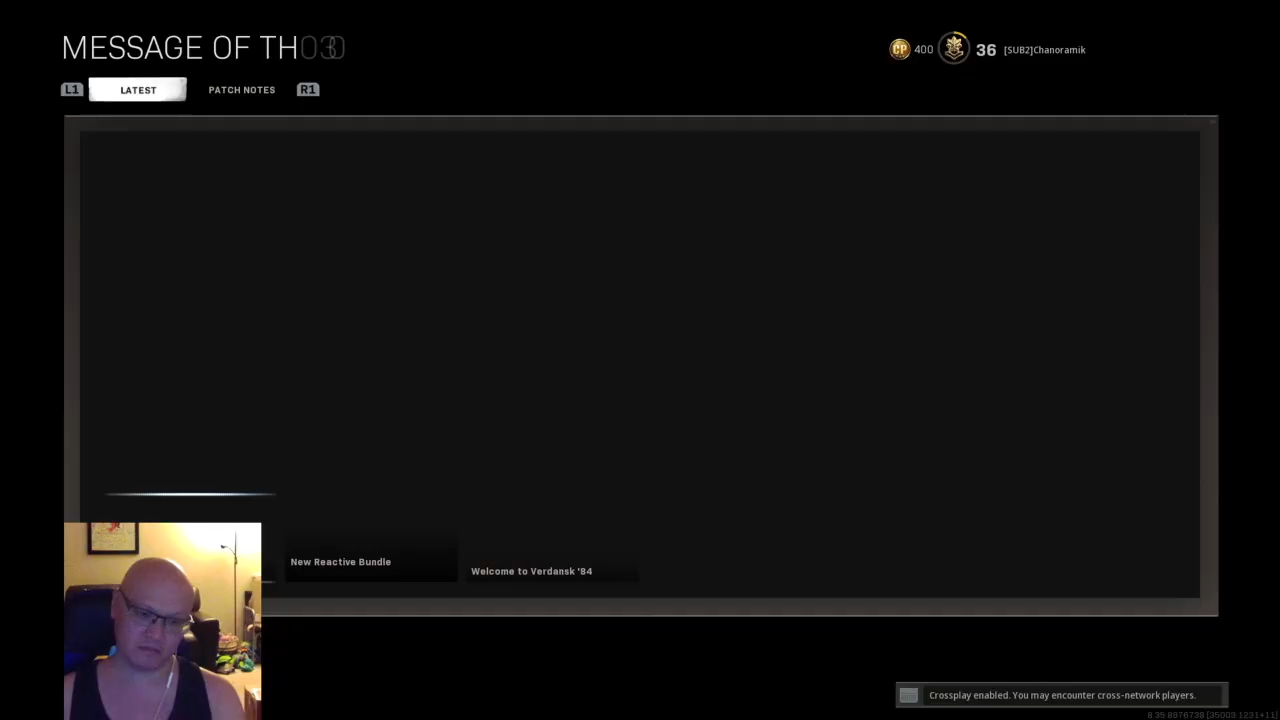 MESSAGE OF TH
CP 400 36 [SUB2]Chanoramik
L1 LATEST PATCH NOTES R1
New Reactive Bundle
Welcome to Verdansk '84
Crossplay enabled. You may encounter cross-network players.